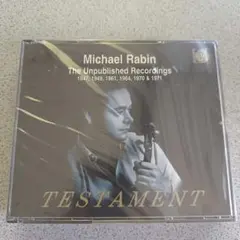 Michael Rabin
The Unpublished Recordings
1947, 1949, 1961, 1964, 1970 & 1971
TESTAMENT